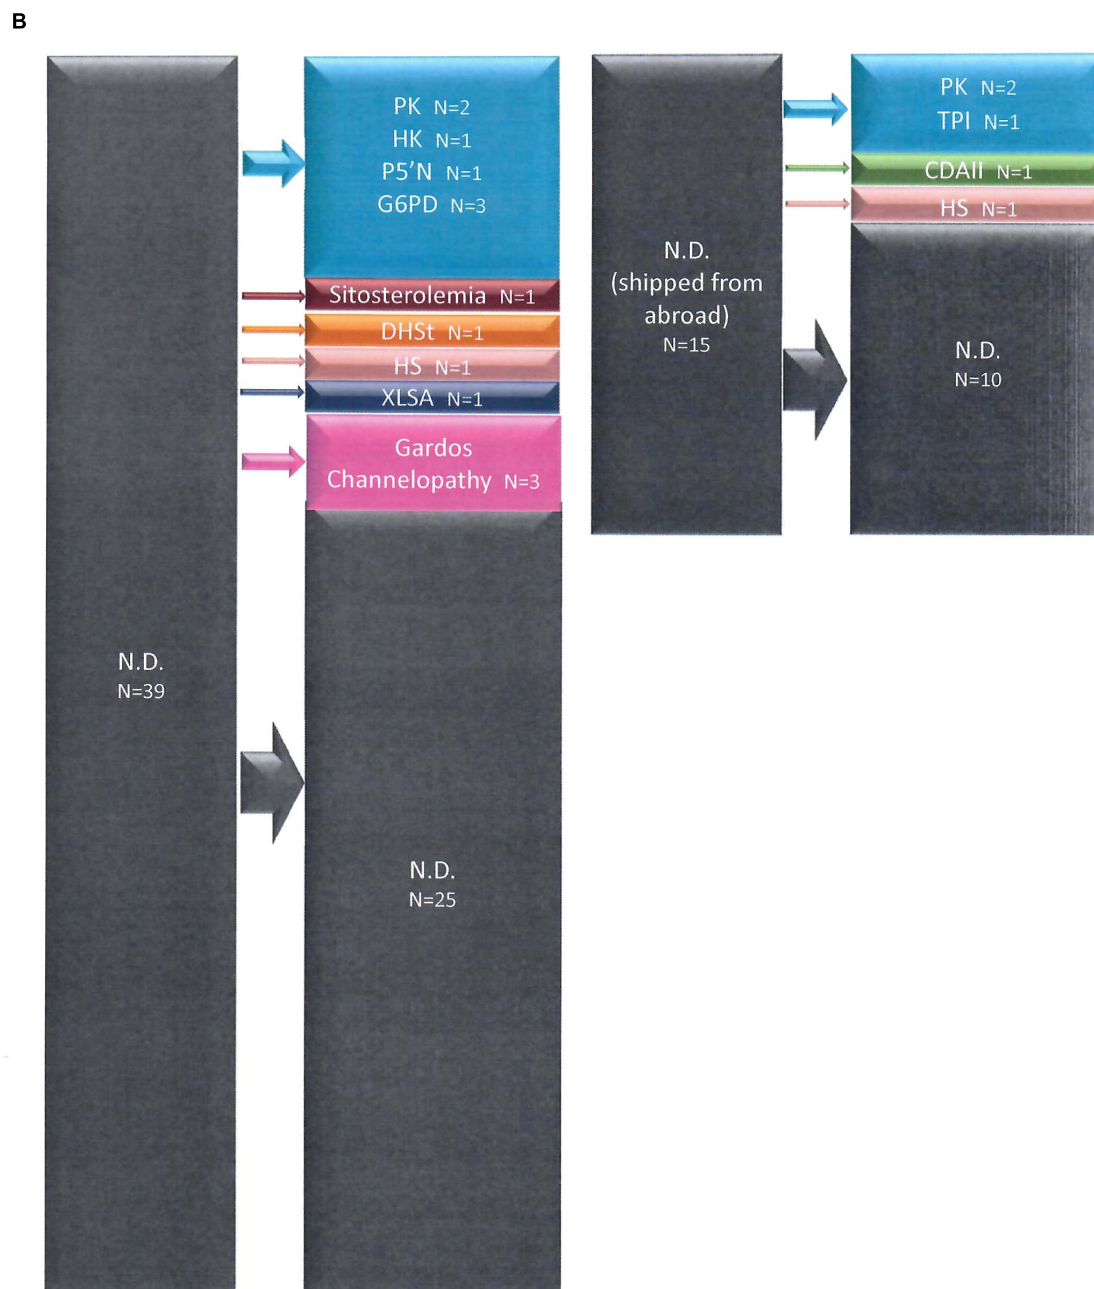 B
N.D.
N=39
PK N=2
HK N=1
P5'N N=1
G6PD N=3
Sitosterolemia N=1
DHSt N=1
HS N=1
XLSA N=1
Gardos
Channelopathy N=3
N.D.
N=25
N.D.
(shipped from
abroad)
N=15
PK N=2
TPI N=1
CDAII N=1
HS N=1
N.D.
N=10